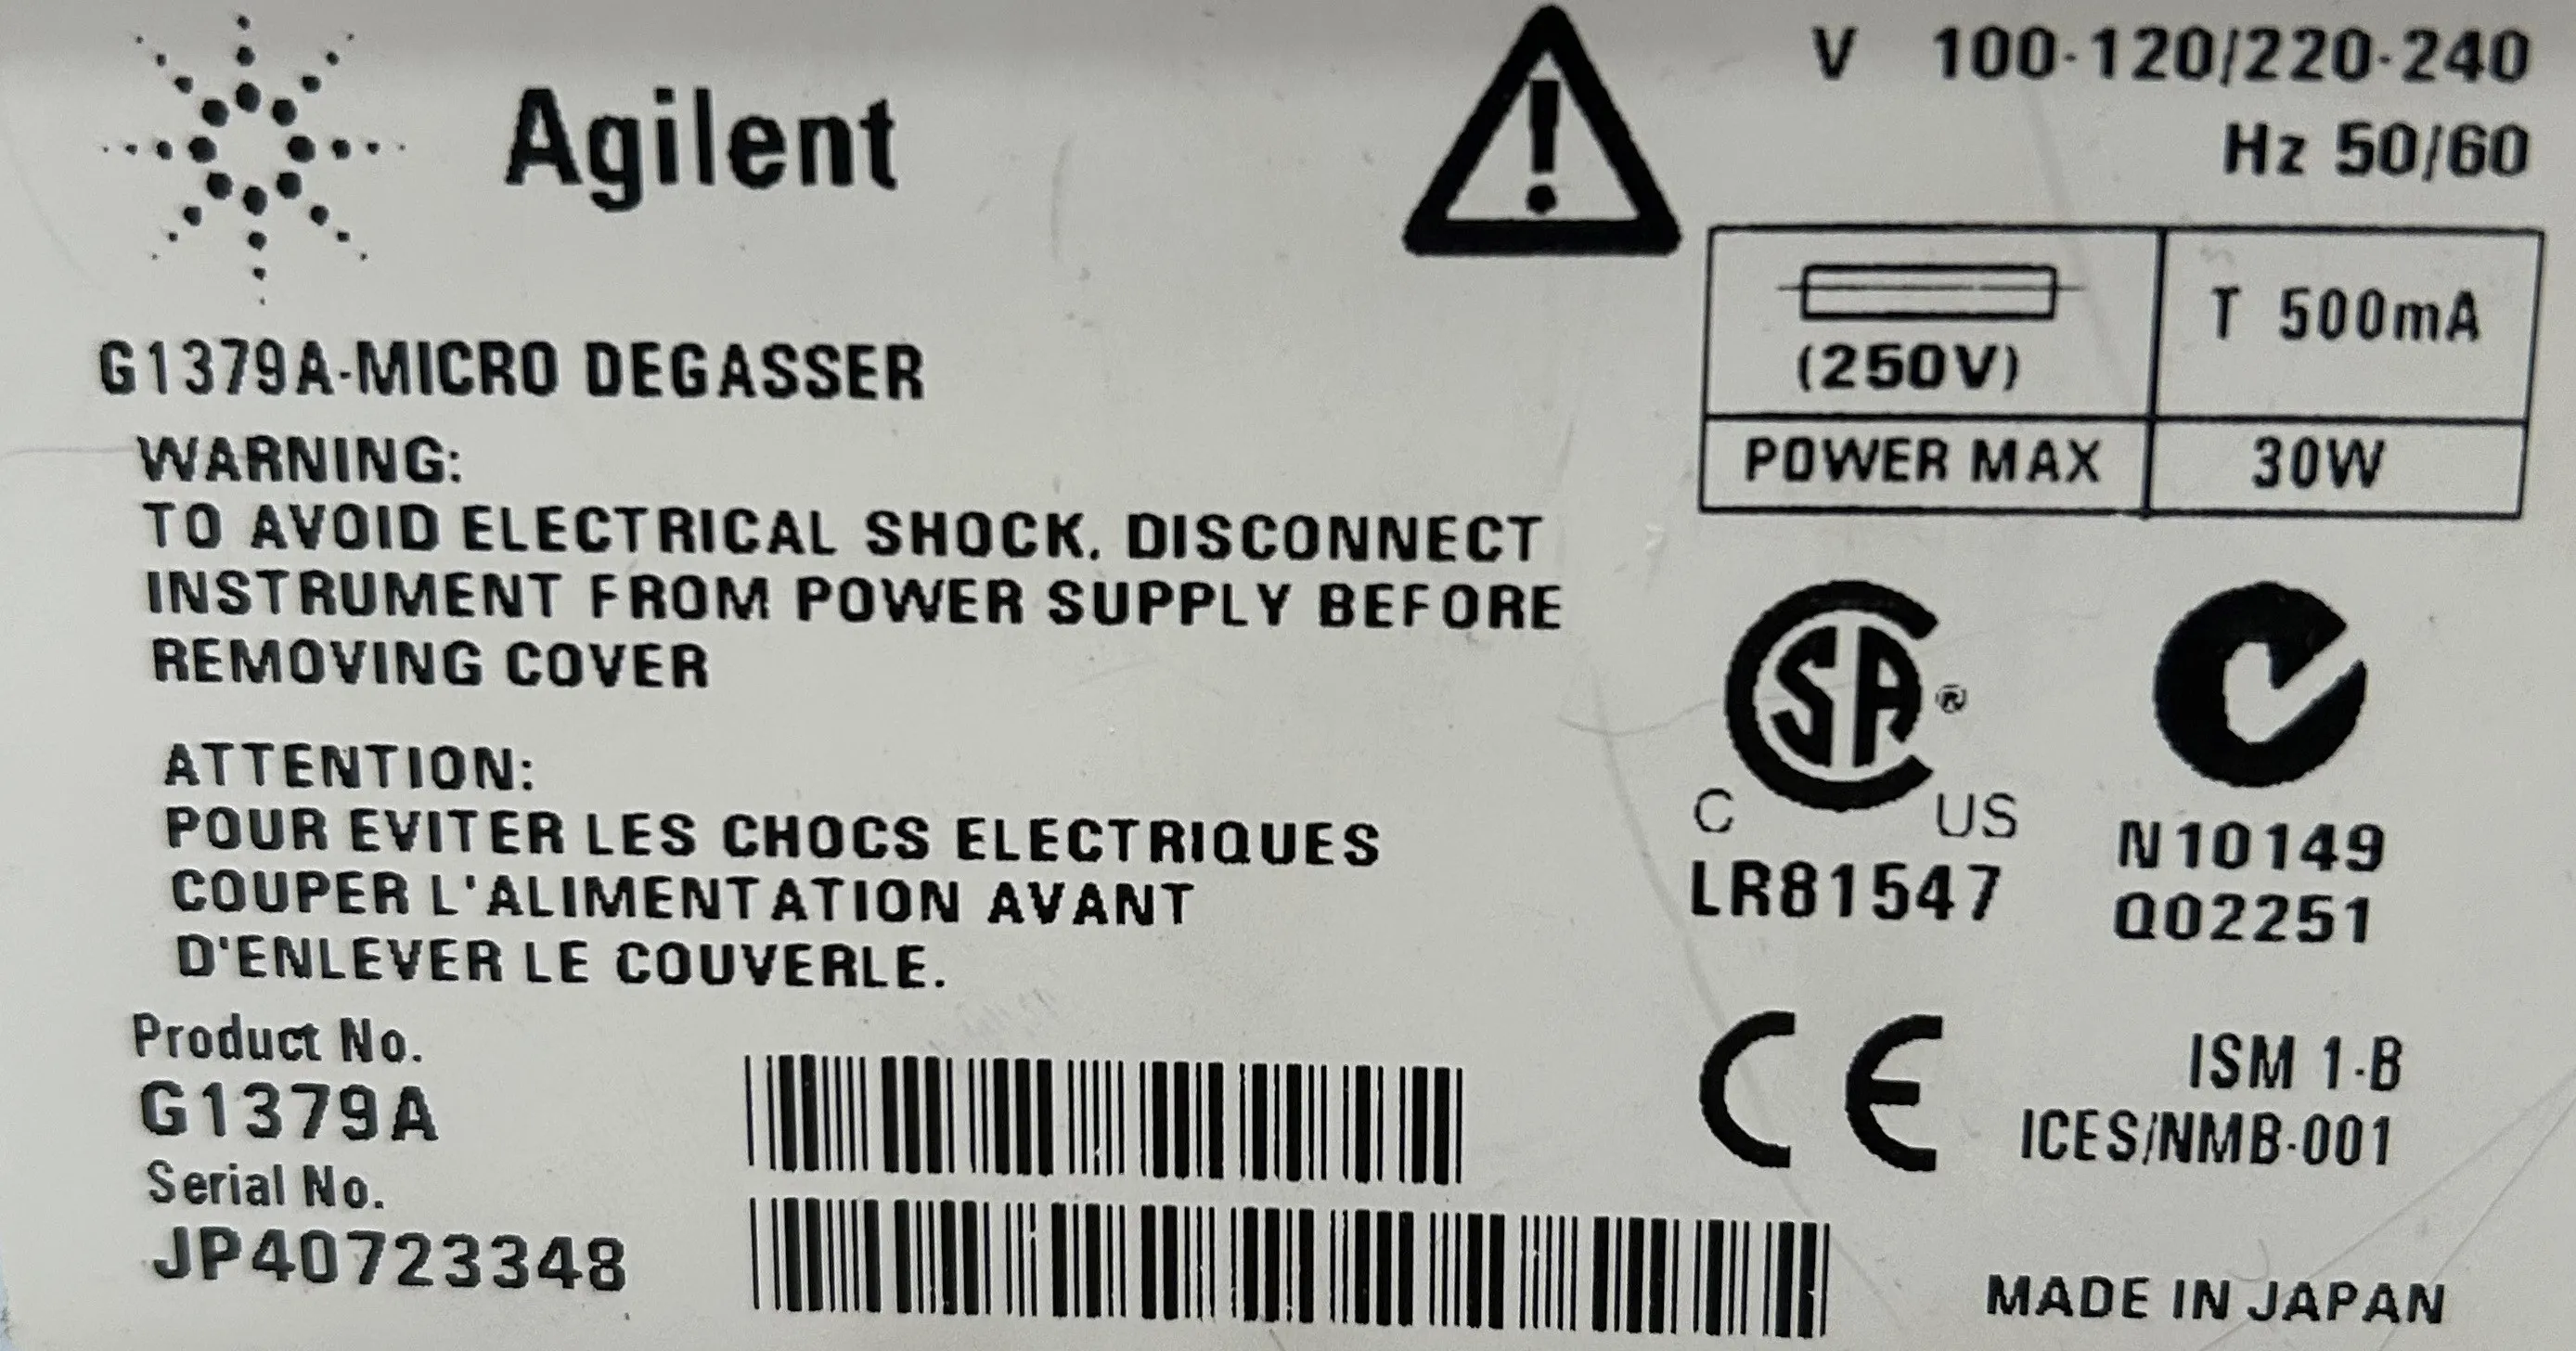 Agilent
V 100-120/220-240
Hz 50/60
(250V) T 500mA
POWER MAX 30W
G1379A-MICRO DEGASSER
WARNING:
TO AVOID ELECTRICAL SHOCK. DISCONNECT
INSTRUMENT FROM POWER SUPPLY BEFORE
REMOVING COVER
ATTENTION:
POUR EVITER LES CHOCS ELECTRIQUES
COUPER L'ALIMENTATION AVANT
D'ENLEVER LE COUVERLE.
Product No.
G1379A
Serial No.
JP40723348
CSA®
C US
LR81547
N10149
Q02251
CE
ISM 1-B
ICES/NMB-001
MADE IN JAPAN